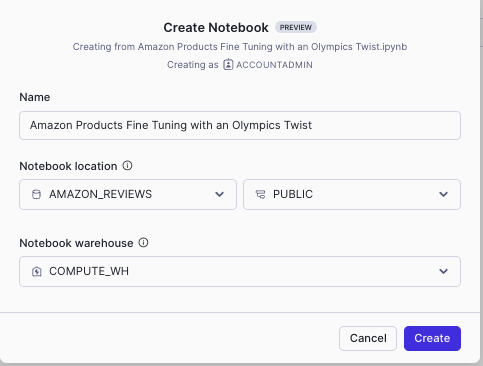 Create Notebook PREVIEW
Creating from Amazon Products Fine Tuning with an Olympics Twist.ipynb
Creating as ACCOUNTADMIN
Name
Amazon Products Fine Tuning with an Olympics Twist
Notebook location
AMAZON_REVIEWS PUBLIC
Notebook warehouse
COMPUTE_WH
Cancel Create